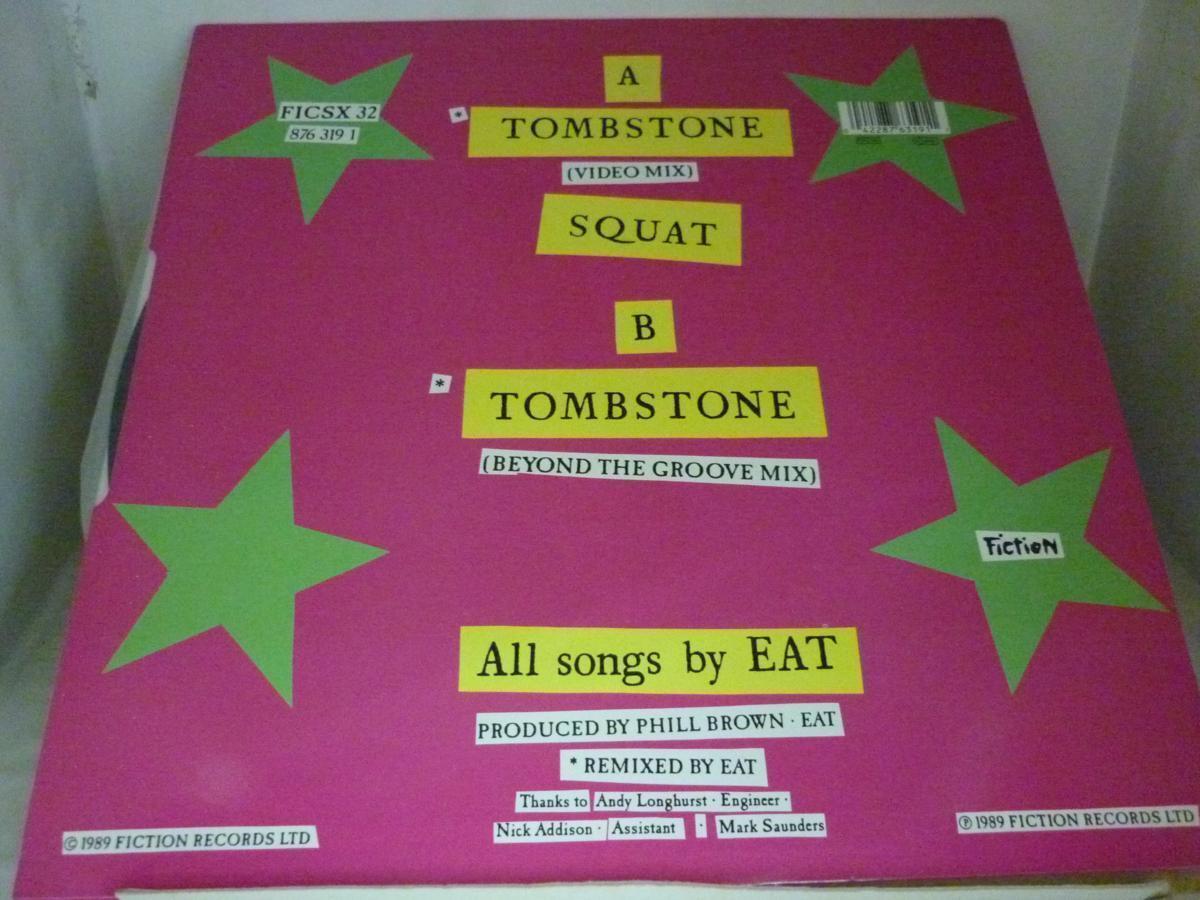 FICSX 32
876 319 1
A
* TOMBSTONE
(VIDEO MIX)
SQUAT
B
* TOMBSTONE
(BEYOND THE GROOVE MIX)
Fiction
All songs by EAT
PRODUCED BY PHILL BROWN · EAT
* REMIXED BY EAT
Thanks to Andy Longhurst · Engineer ·
Nick Addison · Assistant · Mark Saunders
© 1989 FICTION RECORDS LTD
℗ 1989 FICTION RECORDS LTD